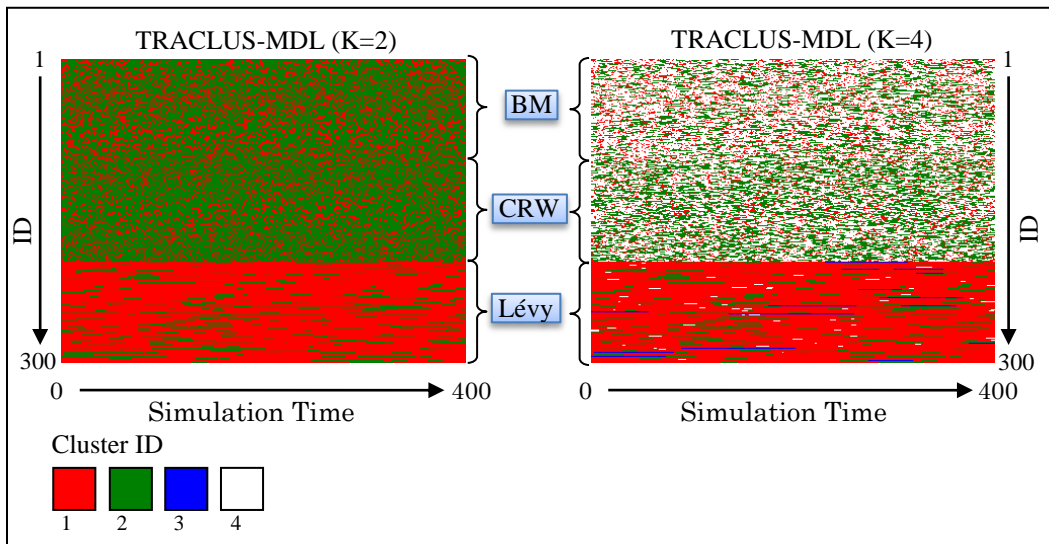 TRACLUS-MDL (K=2)
TRACLUS-MDL (K=4)
1
1
BM
CRW
Lévy
ID
ID
300
300
0
400
0
400
Simulation Time
Simulation Time
Cluster ID
1 2 3 4